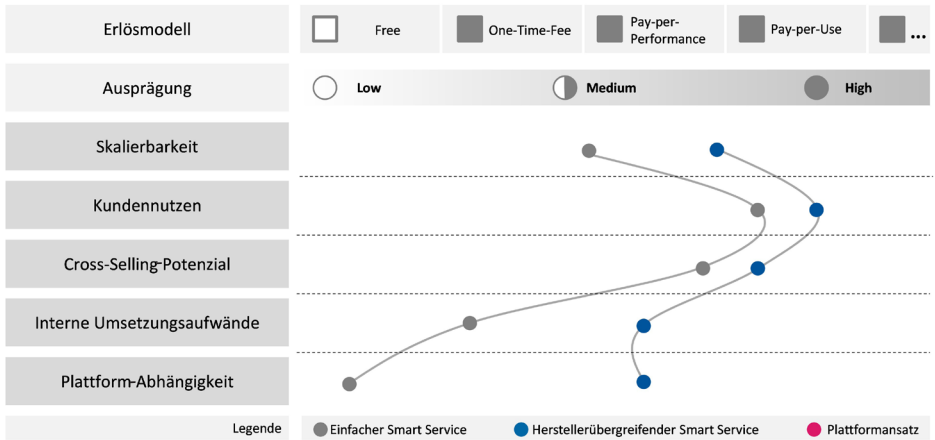 Erlösmodell
Free
One-Time-Fee
Pay-per-
Performance
Pay-per-Use
...
Ausprägung
Low
Medium
High
Skalierbarkeit
Kundennutzen
Cross-Selling-Potenzial
Interne Umsetzungsaufwände
Plattform-Abhängigkeit
Legende
Einfacher Smart Service
Herstellerübergreifender Smart Service
Plattformansatz